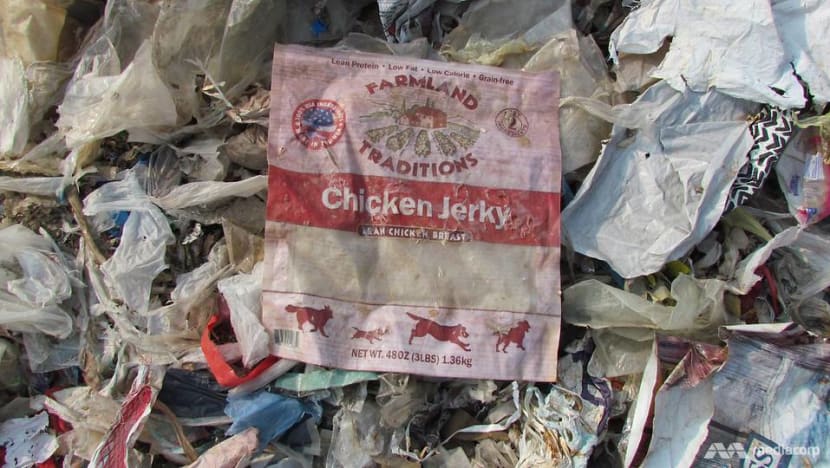 Lean Protein • Low Fat • Low Calorie • Grain-free
FARMLAND
TRADITIONS
Chicken Jerky
LEAN CHICKEN BREAST
NET WT. 48OZ (3LBS) 1.36kg
mediacorp